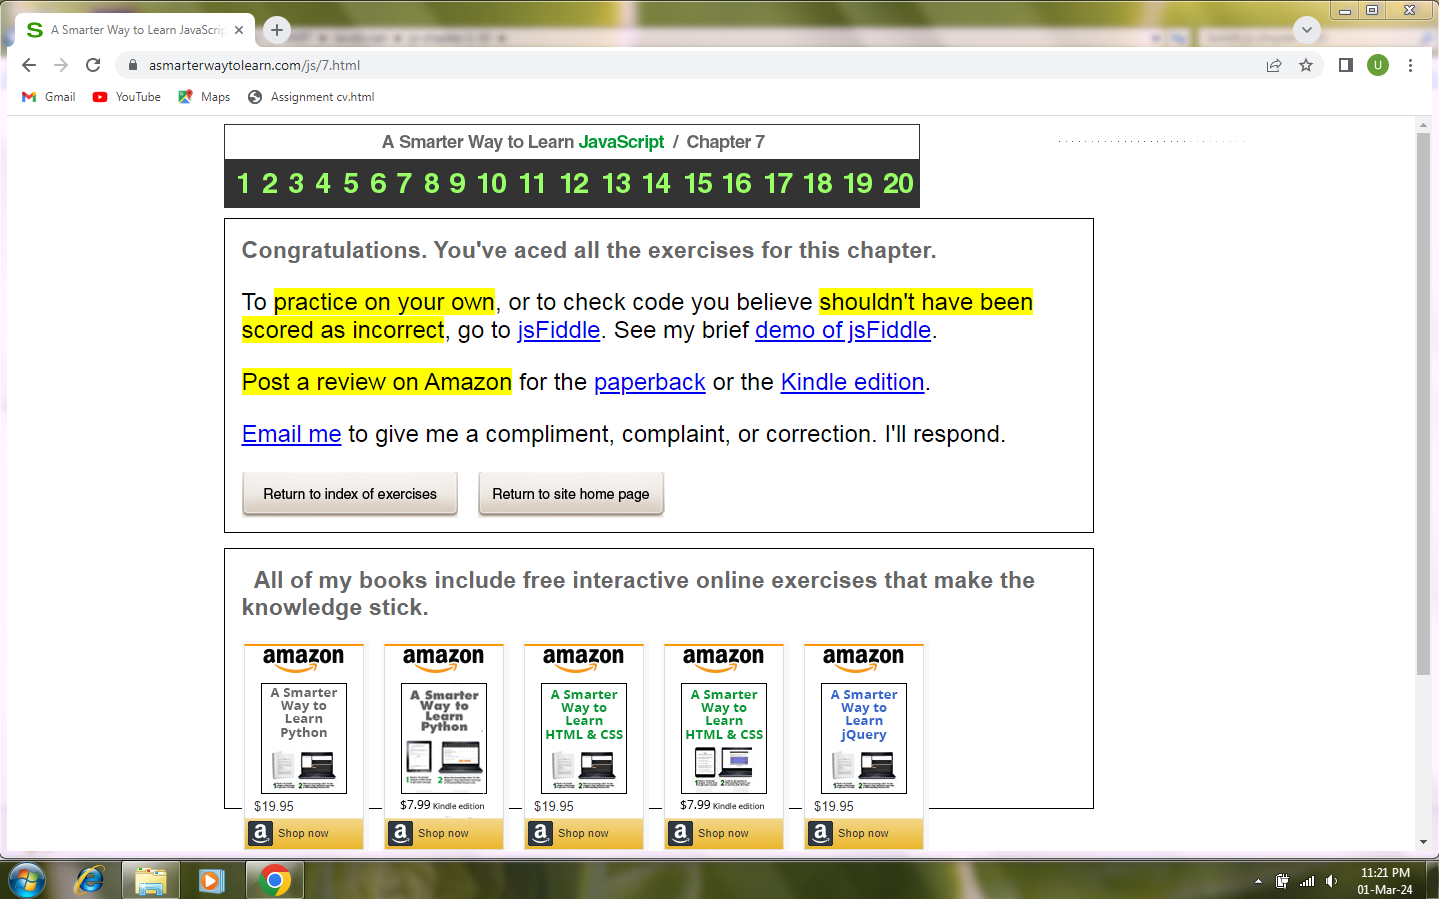 A Smarter Way to Learn JavaScrip
asmarterwaytolearn.com/js/7.html
U
Gmail YouTube Maps Assignment cv.html
A Smarter Way to Learn JavaScript / Chapter 7
1 2 3 4 5 6 7 8 9 10 11 12 13 14 15 16 17 18 19 20
Congratulations. You've aced all the exercises for this chapter.
To practice on your own, or to check code you believe shouldn't have been
scored as incorrect, go to jsFiddle. See my brief demo of jsFiddle.
Post a review on Amazon for the paperback or the Kindle edition.
Email me to give me a compliment, complaint, or correction. I'll respond.
Return to index of exercises Return to site home page
All of my books include free interactive online exercises that make the
knowledge stick.
amazon
A Smarter
Way to
Learn
Python
$19.95
Shop now
amazon
A Smarter
Way to
Learn
Python
$7.99 Kindle edition
Shop now
amazon
A Smarter
Way to
Learn
HTML & CSS
$19.95
Shop now
amazon
A Smarter
Way to
Learn
HTML & CSS
$7.99 Kindle edition
Shop now
amazon
A Smarter
Way to
Learn
jQuery
$19.95
Shop now
11:21 PM
01-Mar-24